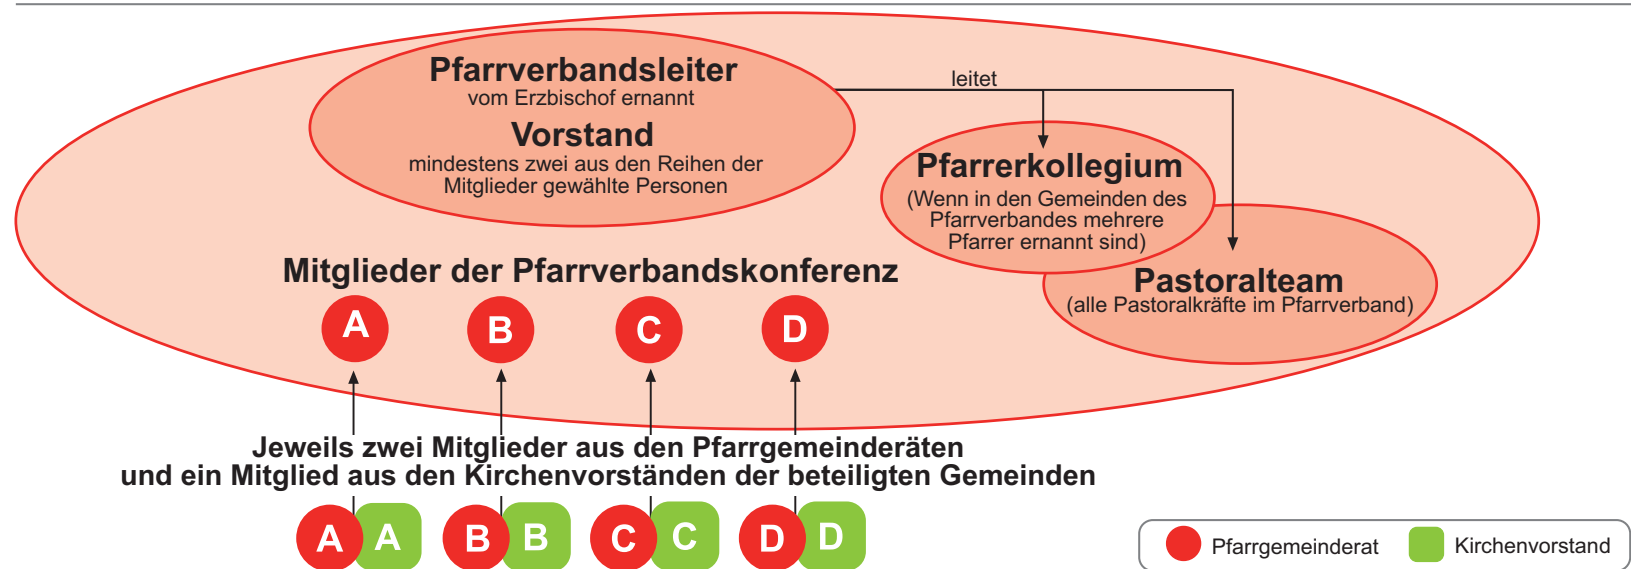 Pfarrverbandsleiter
vom Erzbischof ernannt
Vorstand
mindestens zwei aus den Reihen der
Mitglieder gewählte Personen
leitet
Pfarrerkollegium
(Wenn in den Gemeinden des
Pfarrverbandes mehrere
Pfarrer ernannt sind)
Pastoralteam
(alle Pastoralkräfte im Pfarrverband)
Mitglieder der Pfarrverbandskonferenz
A B C D
Jeweils zwei Mitglieder aus den Pfarrgemeinderäten
und ein Mitglied aus den Kirchenvorständen der beteiligten Gemeinden
A A B B C C D D
Pfarrgemeinderat Kirchenvorstand